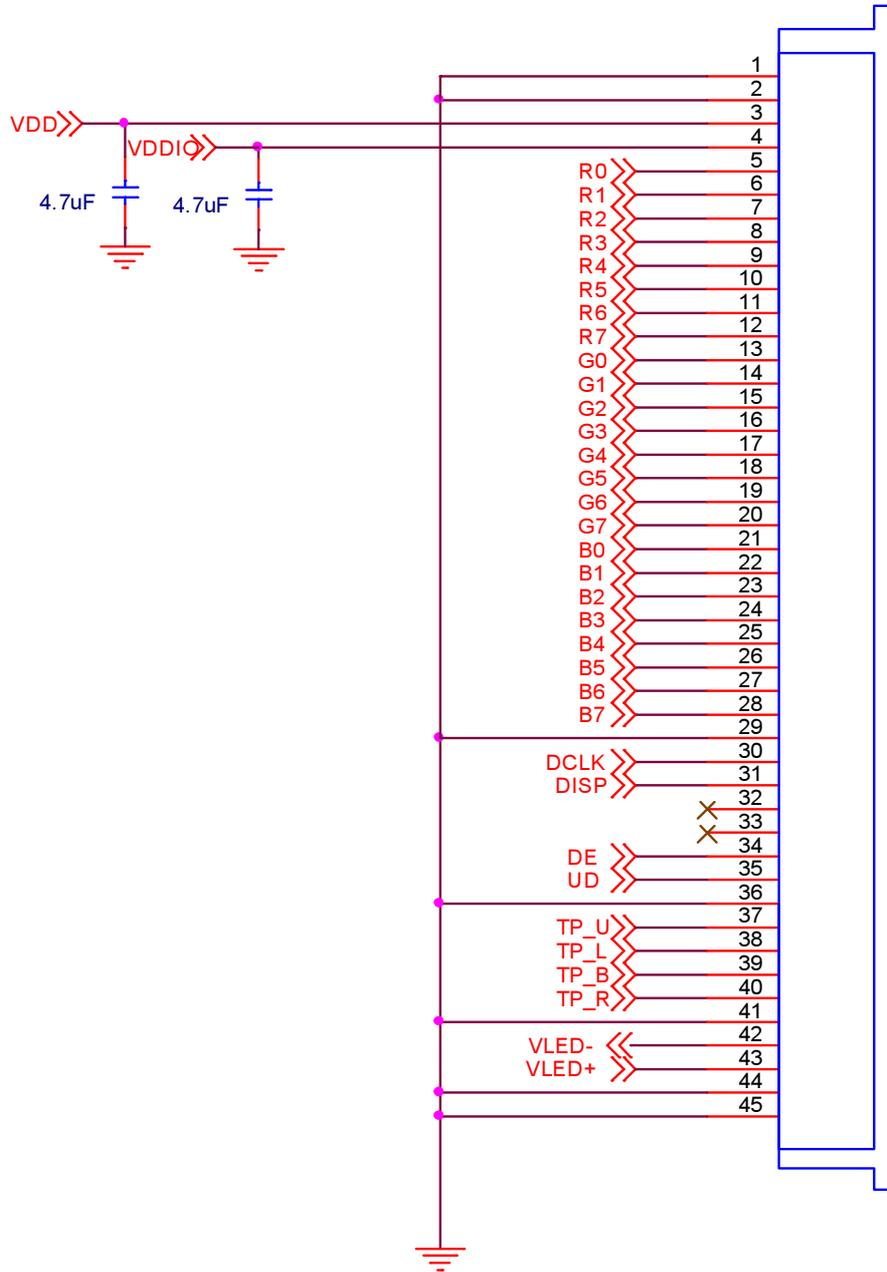 1
2
VDD 3
VDDIO 4
R0 5
4.7uF 4.7uF R1 6
R2 7
R3 8
R4 9
R5 10
R6 11
R7 12
G0 13
G1 14
G2 15
G3 16
G4 17
G5 18
G6 19
G7 20
B0 21
B1 22
B2 23
B3 24
B4 25
B5 26
B6 27
B7 28
29
DCLK 30
DISP 31
32
33
DE 34
UD 35
36
TP_U 37
TP_L 38
TP_B 39
TP_R 40
41
VLED- 42
VLED+ 43
44
45